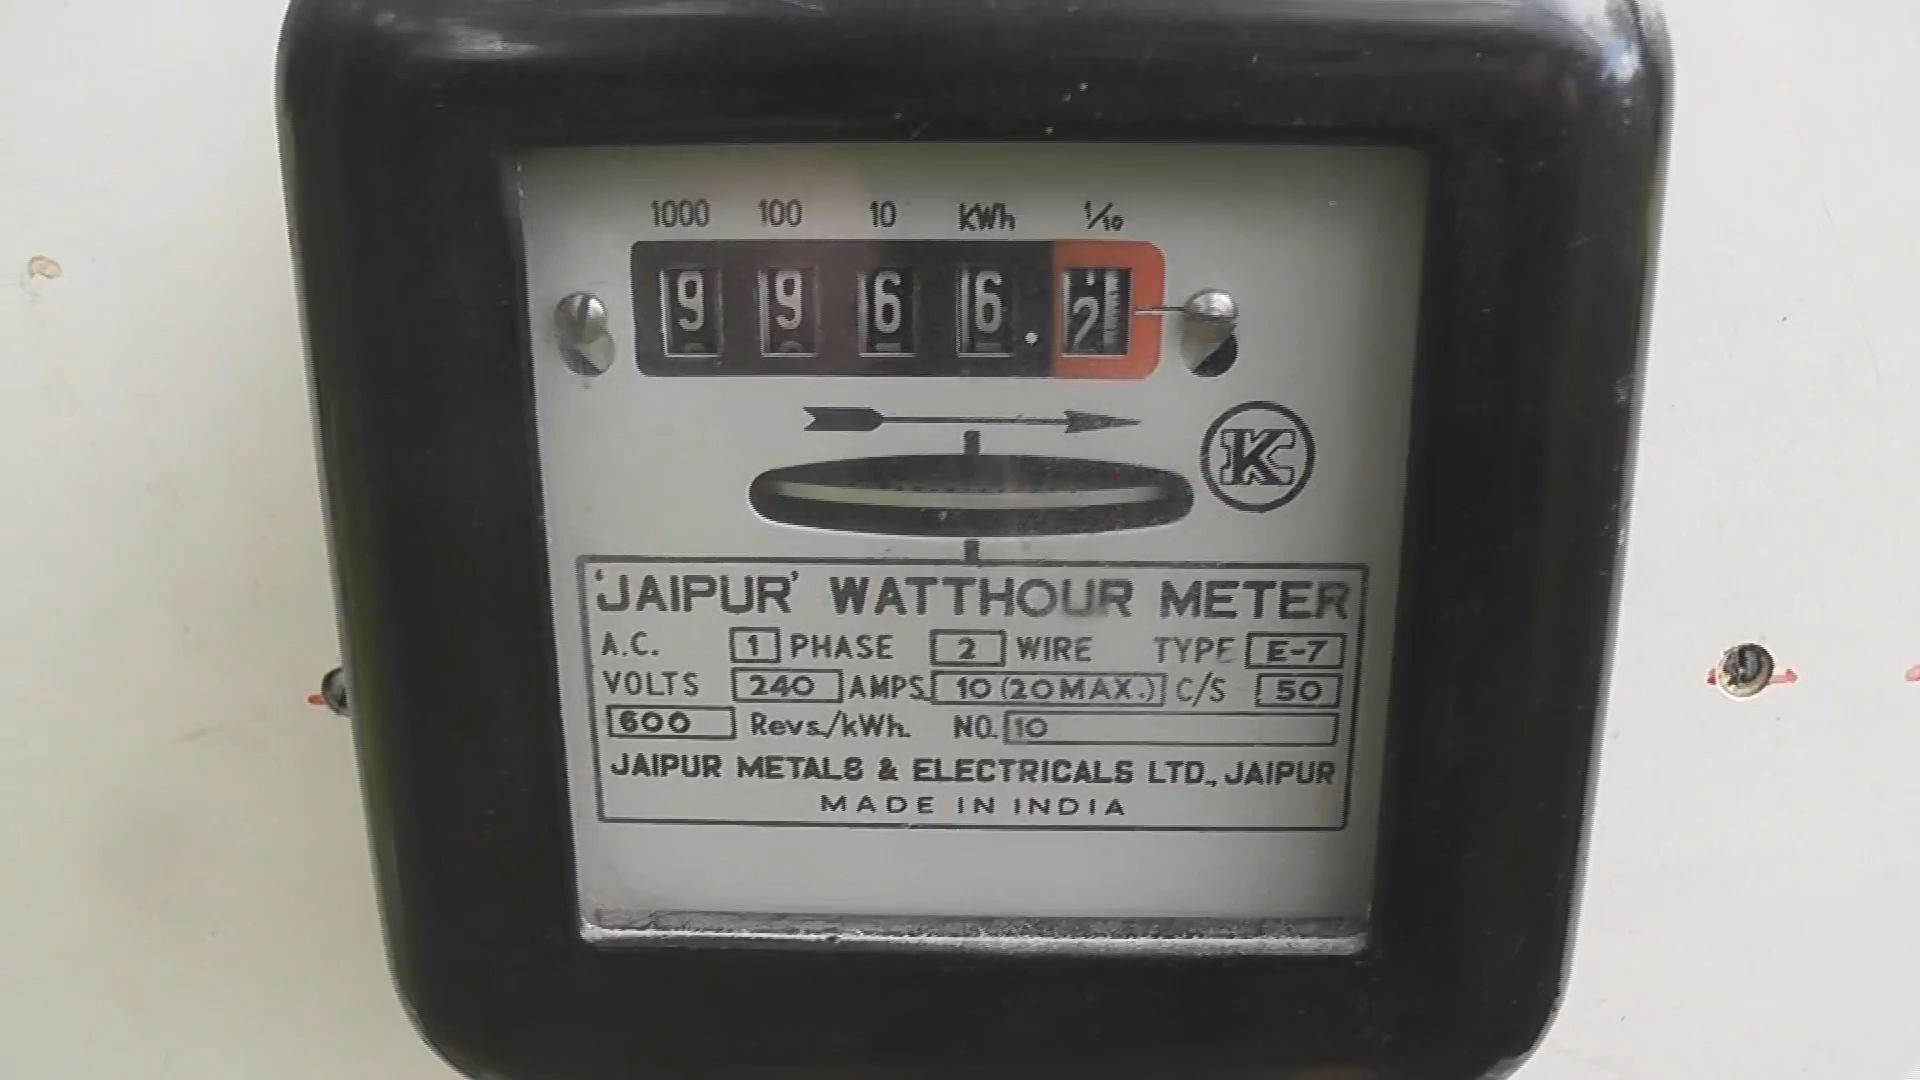 1000 100 10 kWh 1/10
9 9 6 6 . 2
K
'JAIPUR' WATTHOUR METER
A.C. 1 PHASE 2 WIRE TYPE E-7
VOLTS 240 AMPS 10 (20 MAX.) C/S 50
600 Revs./kWh. NO. 10
JAIPUR METALS & ELECTRICALS LTD., JAIPUR
MADE IN INDIA